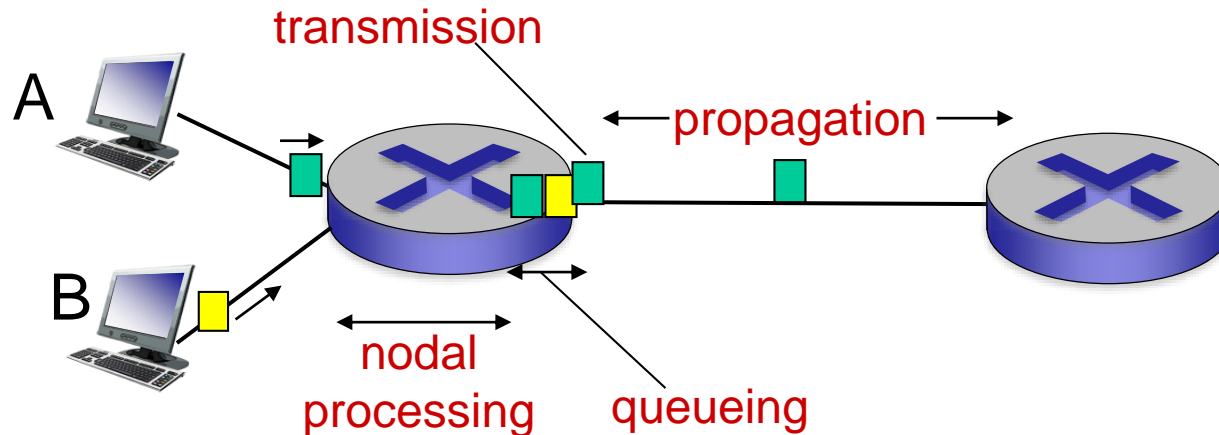 transmission
A
propagation
B
nodal
processing
queueing